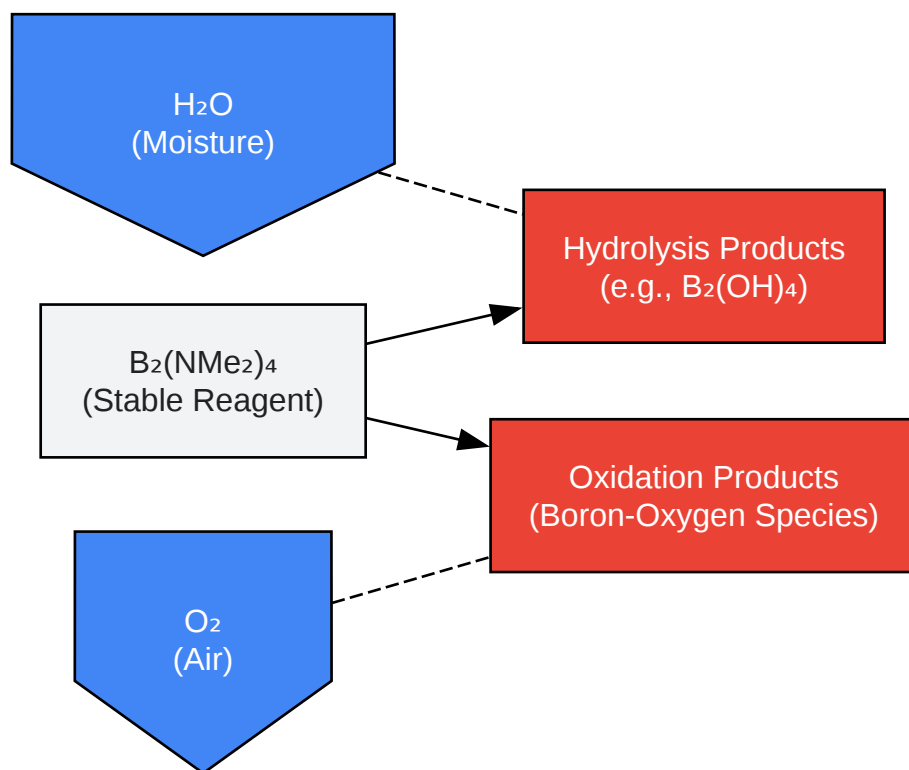 H₂O
(Moisture)
Hydrolysis Products
(e.g., B₂(OH)₄)
B₂(NMe₂)₄
(Stable Reagent)
Oxidation Products
(Boron-Oxygen Species)
O₂
(Air)